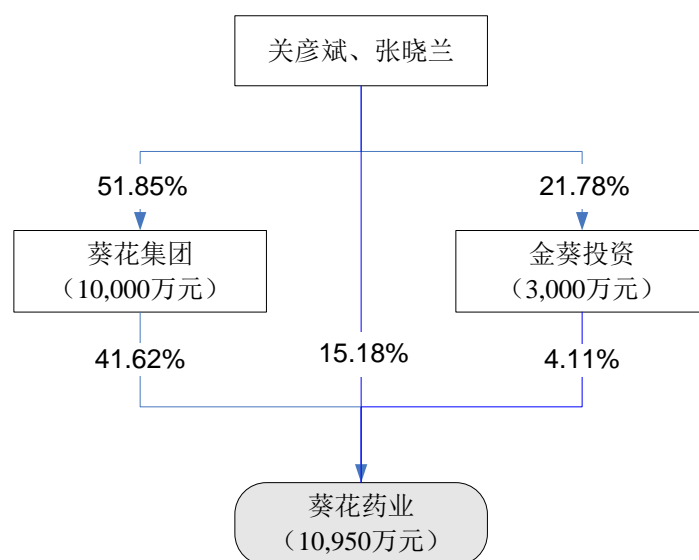 关彦斌、张晓兰
51.85%
21.78%
葵花集团
（10,000万元）
金葵投资
（3,000万元）
41.62%
15.18%
4.11%
葵花药业
（10,950万元）